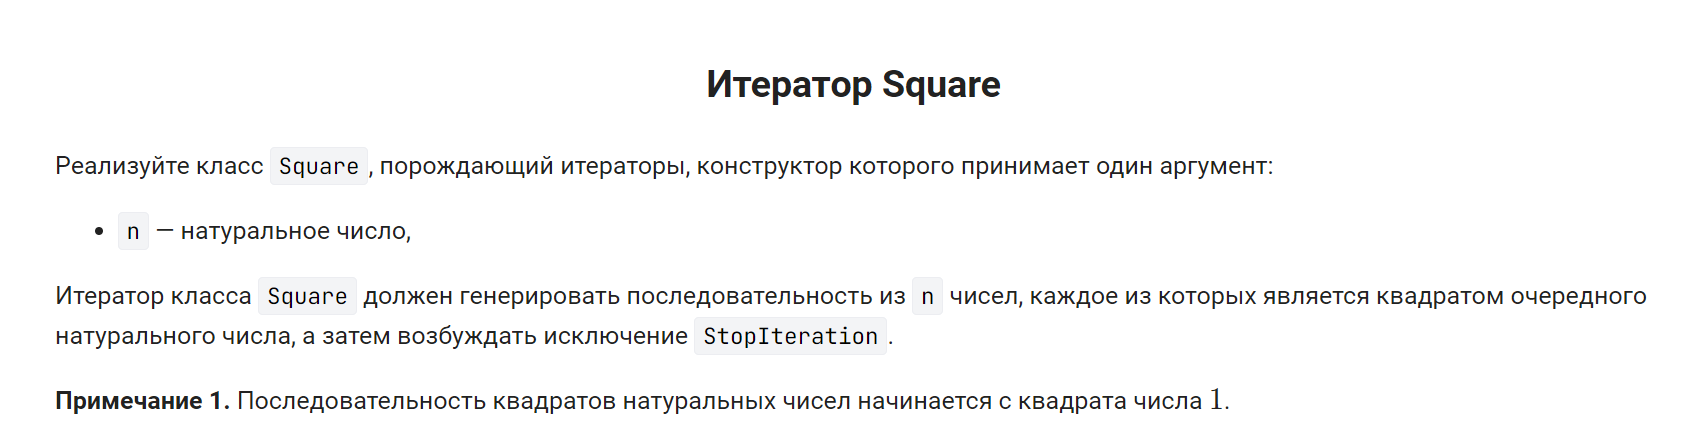 Итератор Square
Реализуйте класс Square, порождающий итераторы, конструктор которого принимает один аргумент:
• n — натуральное число,
Итератор класса Square должен генерировать последовательность из n чисел, каждое из которых является квадратом очередного
натурального числа, а затем возбуждать исключение StopIteration.
Примечание 1. Последовательность квадратов натуральных чисел начинается с квадрата числа 1.